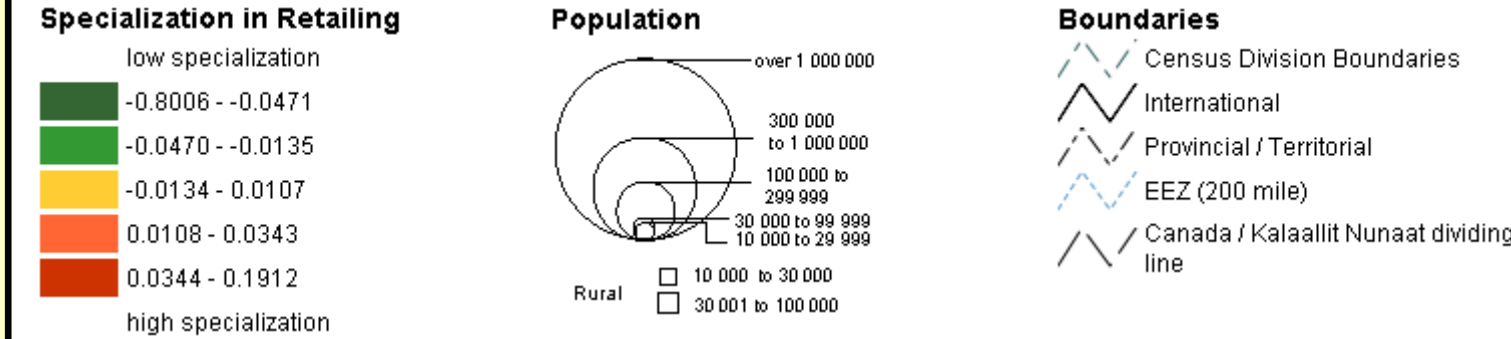 Specialization in Retailing
low specialization
-0.8006 - -0.0471
-0.0470 - -0.0135
-0.0134 - 0.0107
0.0108 - 0.0343
0.0344 - 0.1912
high specialization
Population
over 1 000 000
300 000
to 1 000 000
100 000 to
299 999
30 000 to 99 999
10 000 to 29 999
Rural
10 000 to 30 000
30 001 to 100 000
Boundaries
Census Division Boundaries
International
Provincial / Territorial
EEZ (200 mile)
Canada / Kalaallit Nunaat dividing
line